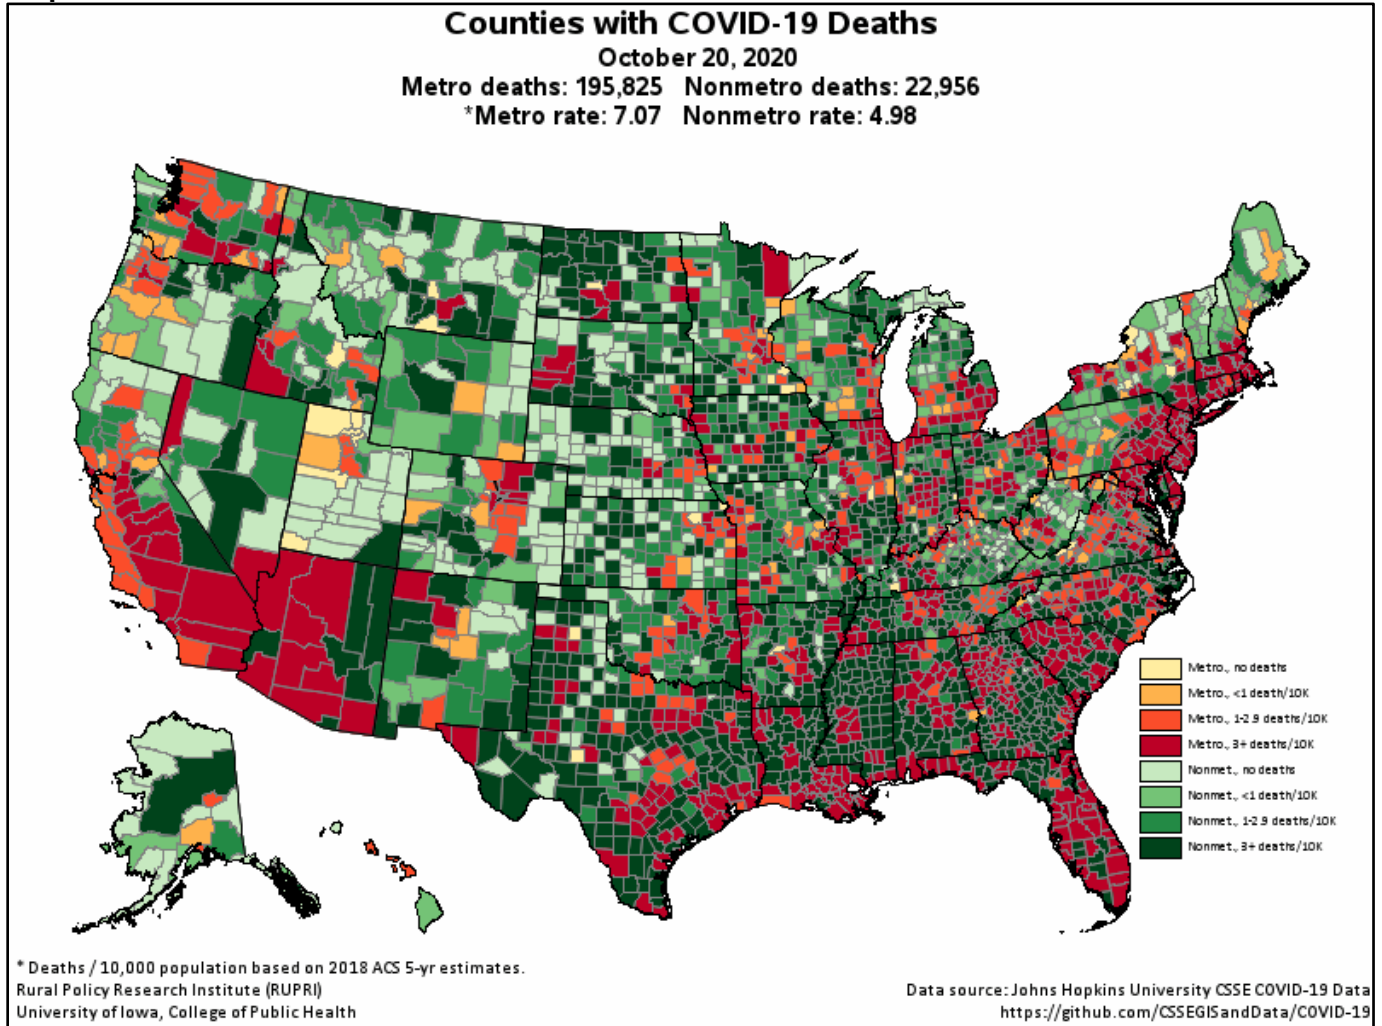 Counties with COVID-19 Deaths
October 20, 2020
Metro deaths: 195,825 Nonmetro deaths: 22,956
*Metro rate: 7.07 Nonmetro rate: 4.98
Metro., no deaths
Metro., <1 death/10K
Metro., 1-2.9 deaths/10K
Metro., 3+ deaths/10K
Nonmet., no deaths
Nonmet., <1 death/10K
Nonmet., 1-2.9 deaths/10K
Nonmet., 3+ deaths/10K
* Deaths / 10,000 population based on 2018 ACS 5-yr estimates.
Rural Policy Research Institute (RUPRI)
University of Iowa, College of Public Health
Data source: Johns Hopkins University CSSE COVID-19 Data
https://github.com/CSSEGISandData/COVID-19